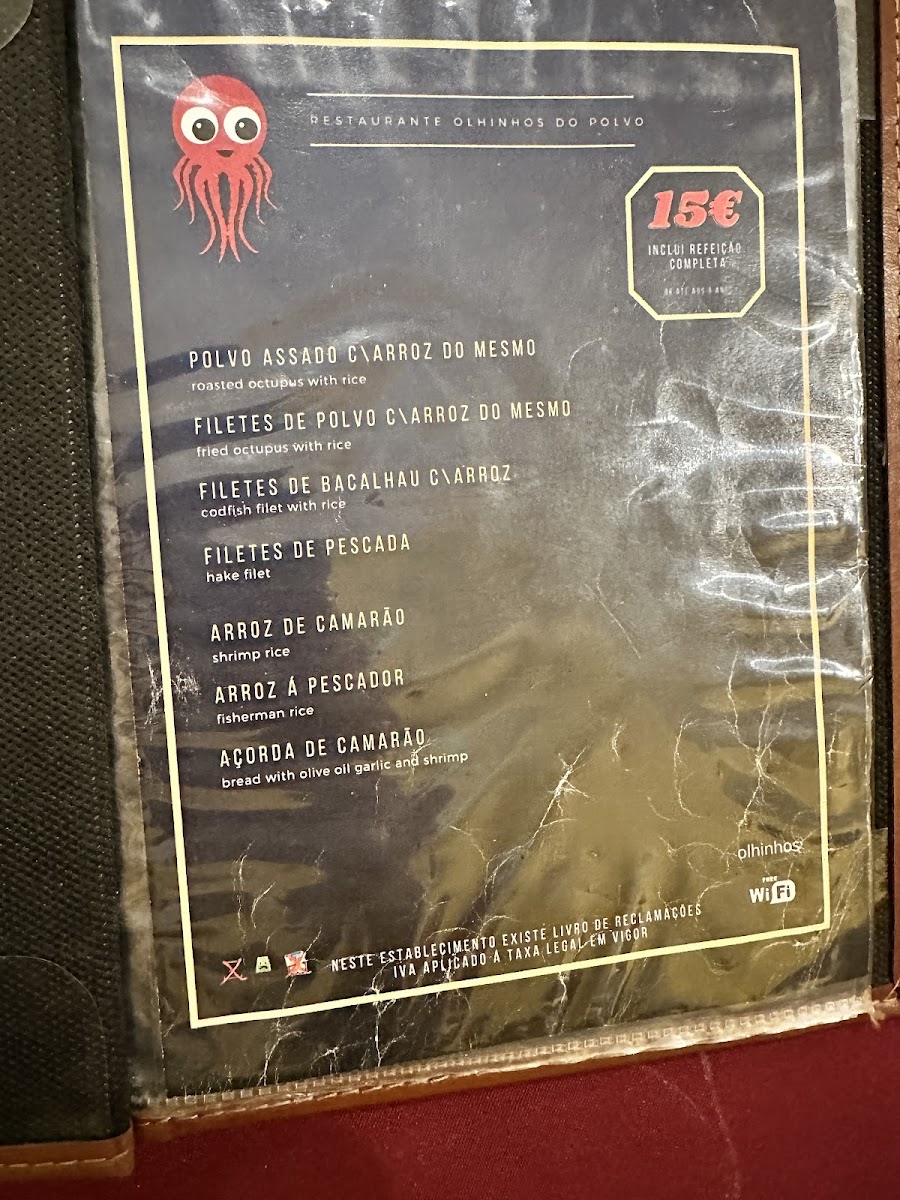 RESTAURANTE OLHINHOS DO POLVO
15€
INCLUI REFEIÇÃO
COMPLETA
POLVO ASSADO C\ARROZ DO MESMO
roasted octupus with rice
FILETES DE POLVO C\ARROZ DO MESMO
fried octupus with rice
FILETES DE BACALHAU C\ARROZ
codfish filet with rice
FILETES DE PESCADA
hake filet
ARROZ DE CAMARÃO
shrimp rice
ARROZ Á PESCADOR
fisherman rice
AÇORDA DE CAMARÃO
bread with olive oil garlic and shrimp
olhinhos
FREE
WiFi
NESTE ESTABLECIMENTO EXISTE LIVRO DE RECLAMAÇÕES
IVA APLICADO À TAXA LEGAL EM VIGOR